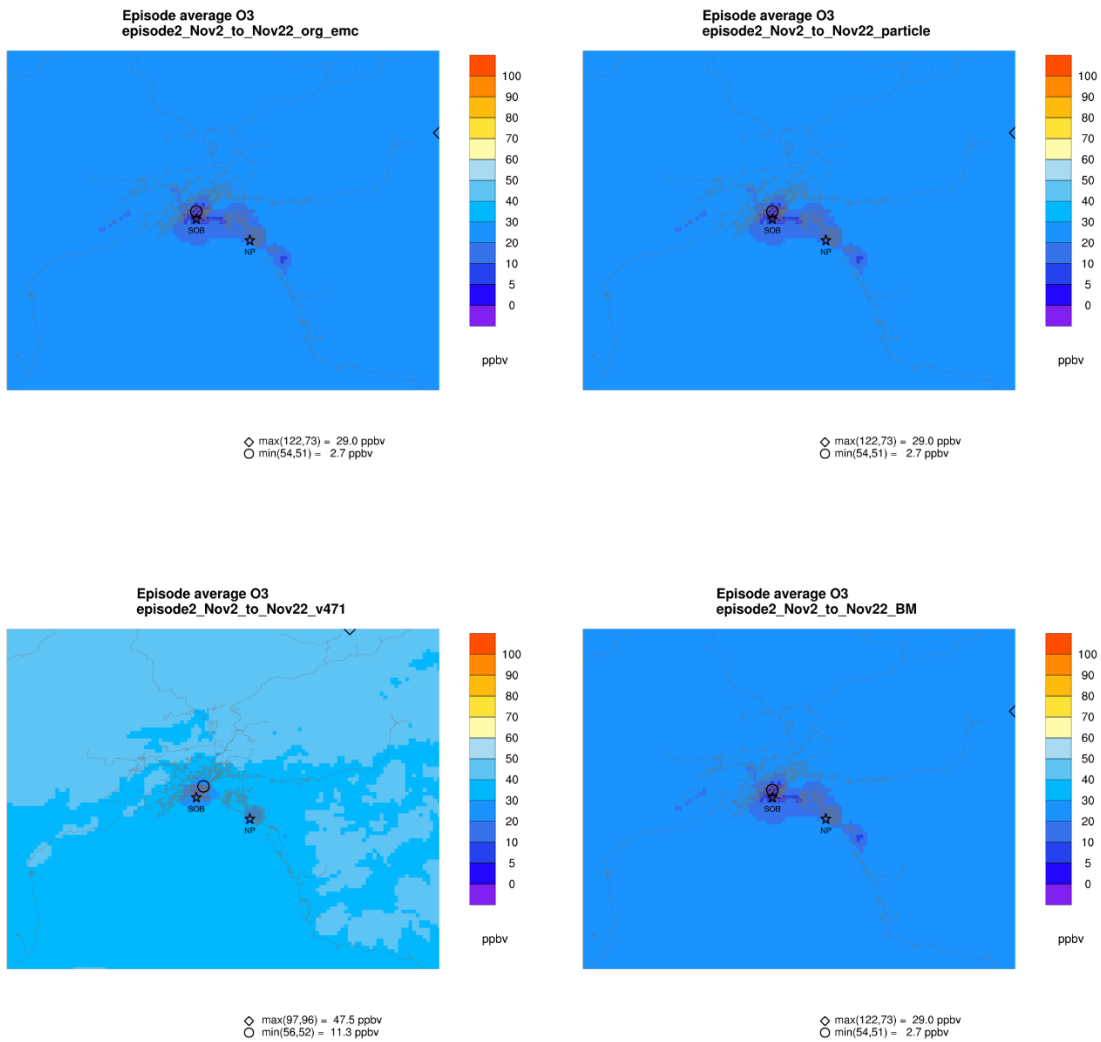 Episode average O3
episode2_Nov2_to_Nov22_org_emc
100
90
80
70
60
50
40
30
20
10
5
0
ppbv
SOB
NP
max(122,73) = 29.0 ppbv
min(54,51) = 2.7 ppbv
Episode average O3
episode2_Nov2_to_Nov22_particle
100
90
80
70
60
50
40
30
20
10
5
0
ppbv
SOB
NP
max(122,73) = 29.0 ppbv
min(54,51) = 2.7 ppbv
Episode average O3
episode2_Nov2_to_Nov22_v471
100
90
80
70
60
50
40
30
20
10
5
0
ppbv
SOB
NP
max(97,96) = 47.5 ppbv
min(56,52) = 11.3 ppbv
Episode average O3
episode2_Nov2_to_Nov22_BM
100
90
80
70
60
50
40
30
20
10
5
0
ppbv
SOB
NP
max(122,73) = 29.0 ppbv
min(54,51) = 2.7 ppbv